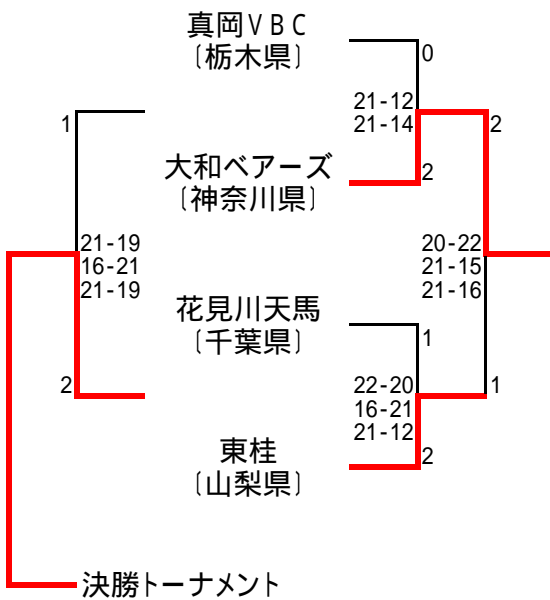 真岡VBC
〔栃木県〕
0
21-12
21-14
1
2
大和ベアーズ
〔神奈川県〕
2
21-19
16-21
21-19
20-22
21-15
21-16
花見川天馬
〔千葉県〕
1
2
22-20
16-21
21-12
1
東桂
〔山梨県〕
2
決勝トーナメント